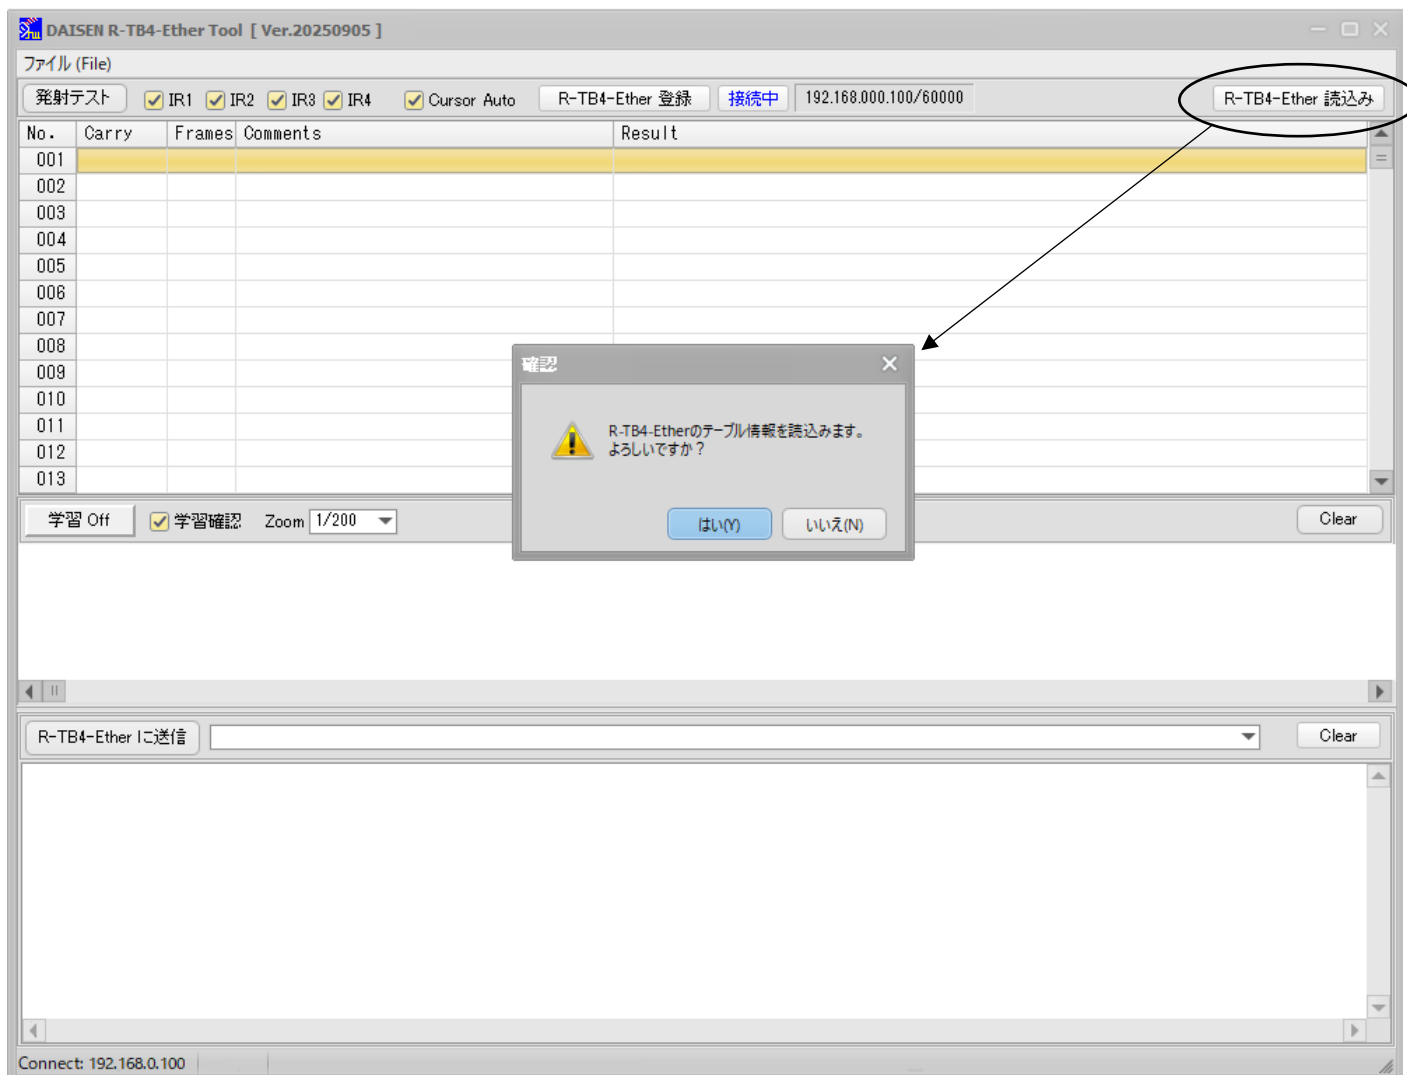 DAISEN R-TB4-Ether Tool [ Ver.20250905 ]
ファイル (File)
発射テスト IR1 IR2 IR3 IR4 Cursor Auto R-TB4-Ether 登録 接続中 192.168.000.100/60000 R-TB4-Ether 読込み
No. Carry Frames Comments Result
001
002
003
004
005
006
007
008
009
010
011
012
013
確認
R-TB4-Etherのテーブル情報を読込みます。
よろしいですか？
はい(Y) いいえ(N)
学習 Off 学習確認 Zoom 1/200 Clear
R-TB4-Ether に送信 Clear
Connect: 192.168.0.100